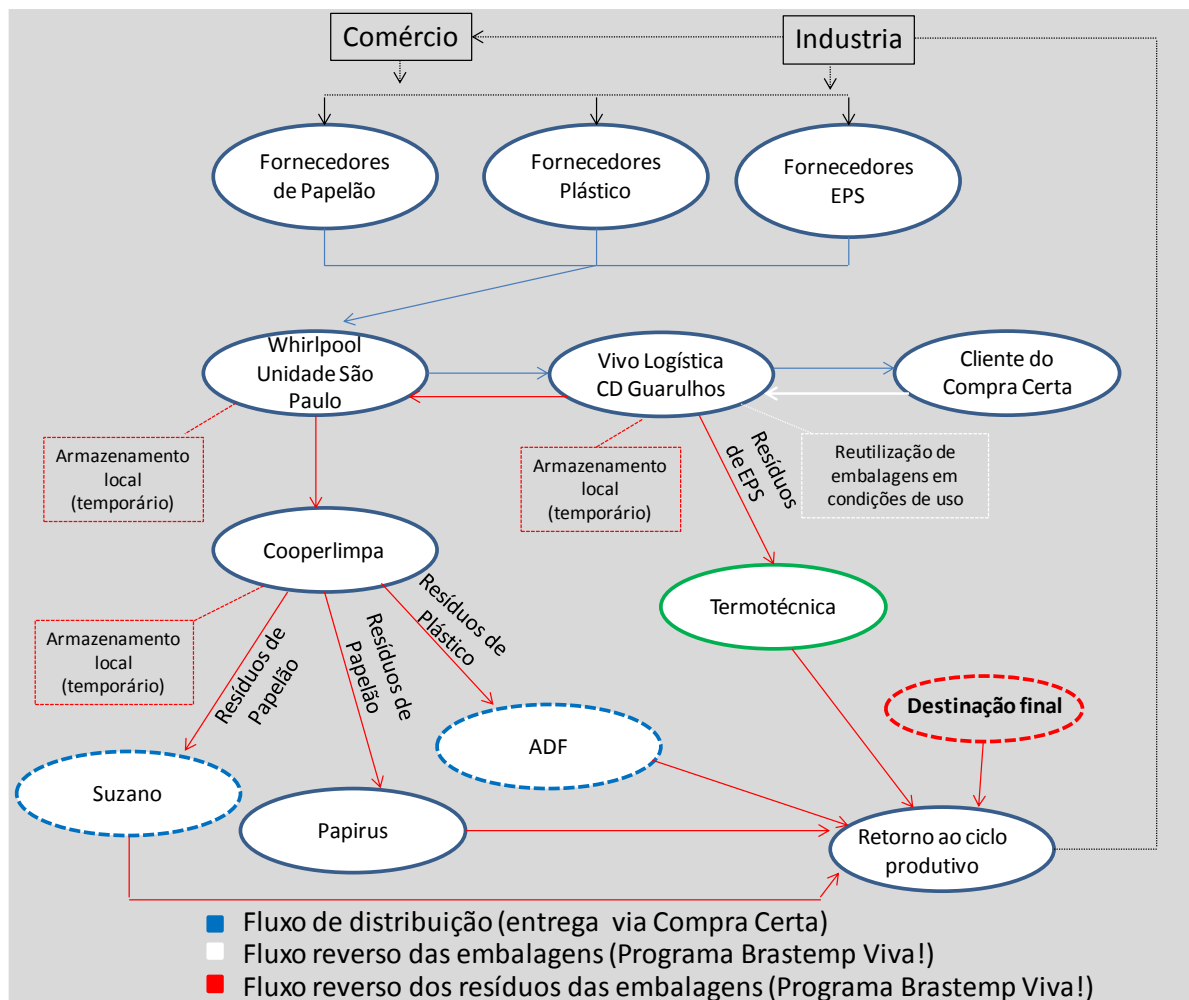 Comércio
Industria
Fornecedores
de Papelão
Fornecedores
Plástico
Fornecedores
EPS
Whirlpool
Unidade São
Paulo
Vivo Logística
CD Guarulhos
Cliente do
Compra Certa
Armazenamento
local
(temporário)
Armazenamento
local
(temporário)
Resíduos
de EPS
Reutilização de
embalagens em
condições de uso
Cooperlimpa
Termotécnica
Armazenamento
local
(temporário)
Resíduos de
Papelão
Resíduos de
Papelão
Resíduos de
Plástico
Destinação final
ADF
Suzano
Papirus
Retorno ao ciclo
produtivo
Fluxo de distribuição (entrega via Compra Certa)
Fluxo reverso das embalagens (Programa Brastemp Viva!)
Fluxo reverso dos resíduos das embalagens (Programa Brastemp Viva!)